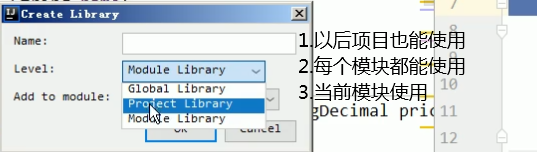 Create Library
Name:
1.以后项目也能使用
Level:
Module Library
2.每个模块都能使用
Global Library
Add to module:
Project Library
3.当前模块使用
Module Library
gDecimal pric
OK
Cancel
7
8
9
10
11
12